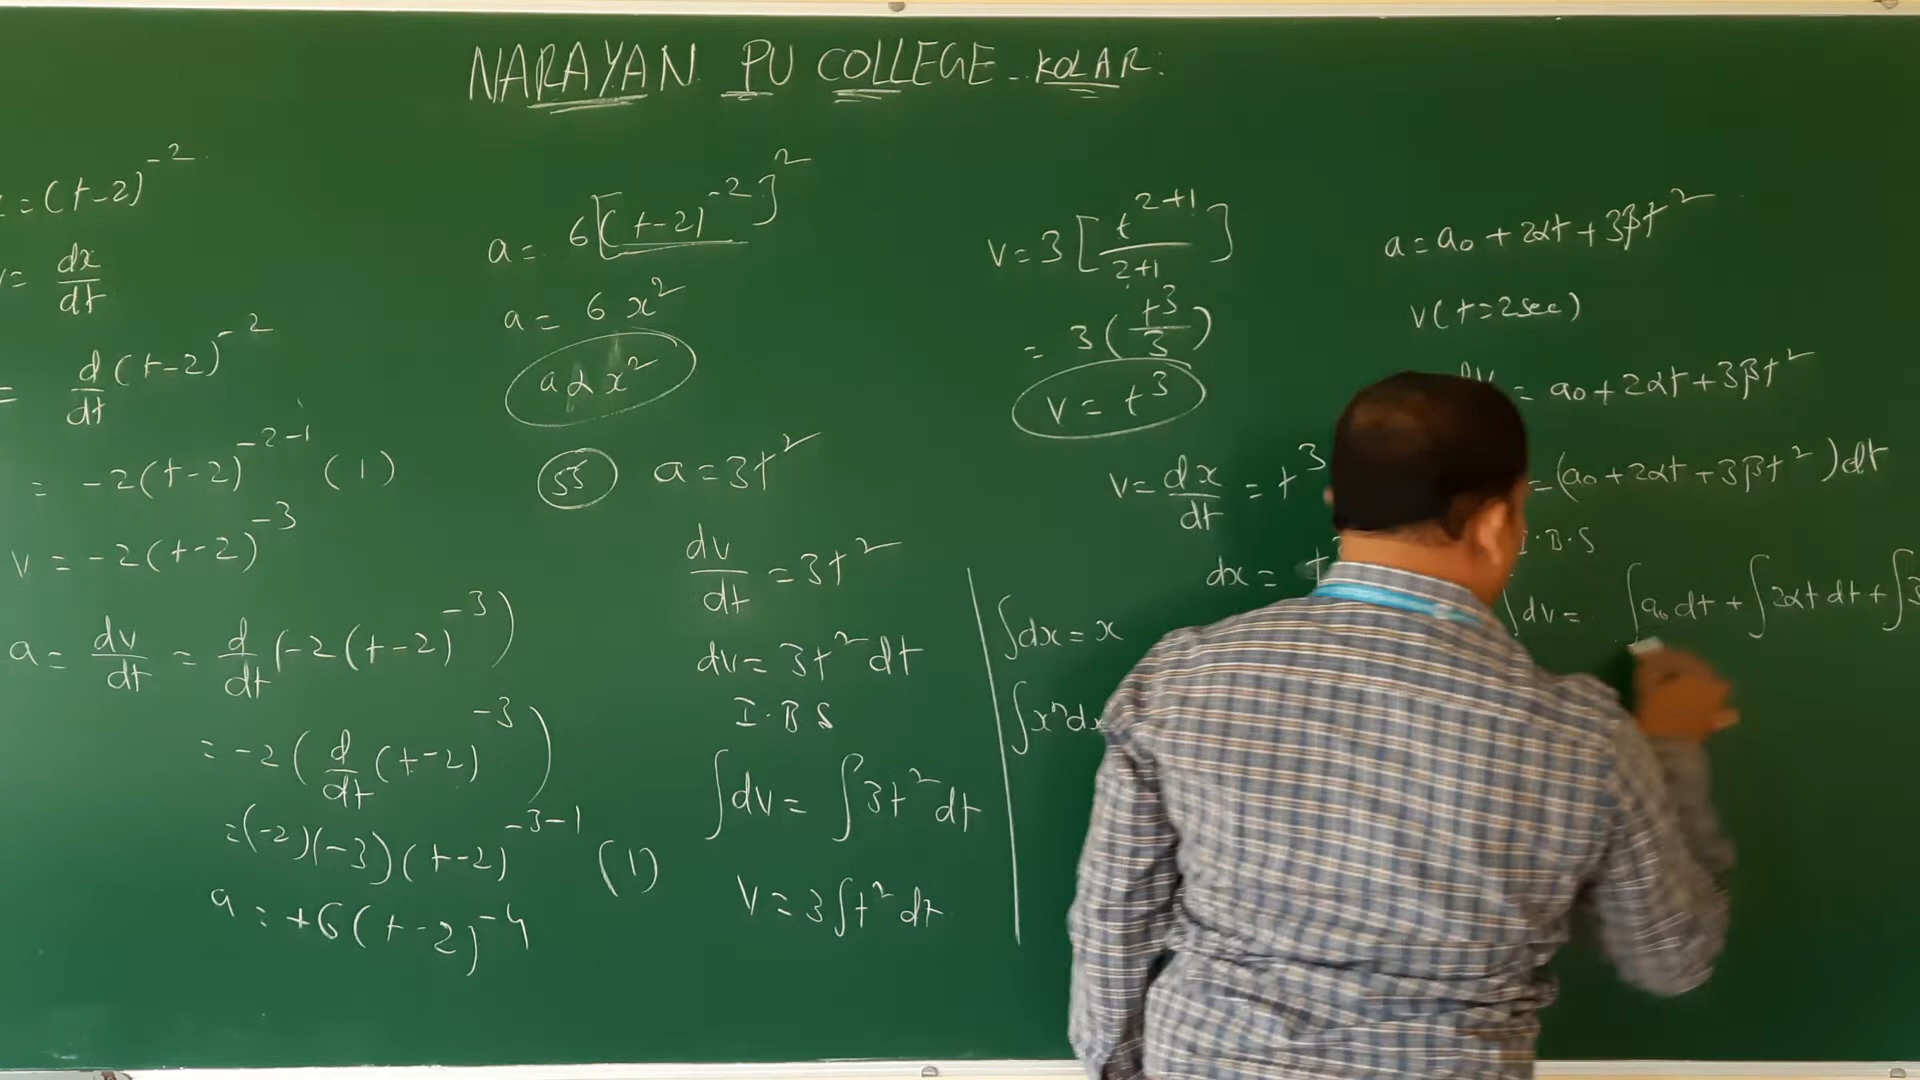 NARAYAN PU COLLEGE - KOLAR:
= (t-2)^-2
= dx/dt
= d/dt (t-2)^-2
= -2(t-2)^-2-1 (1)
v = -2(t-2)^-3
a = dv/dt = d/dt (-2(t-2)^-3)
= -2 (d/dt (t-2)^-3)
= (-2)(-3)(t-2)^-3-1 (1)
a = +6(t-2)^-4
a = 6[(t-2)^-2]^2
a = 6 x^2
a α x^2
55 a = 3t^2
dv/dt = 3t^2
dv = 3t^2 dt
I.B.S
∫dv = ∫3t^2 dt
v = 3∫t^2 dt
v = 3 [t^2+1/2+1]
= 3 (t^3/3)
v = t^3
v = dx/dt = t^3
dx =
∫dx = x
∫x^n dx
a = a₀ + 2αt + 3βt^2
v(t=2sec)
= a₀ + 2αt + 3βt^2
= (a₀ + 2αt + 3βt^2) dt
I.B.S
∫dv = ∫a₀ dt + ∫2αt dt + ∫3